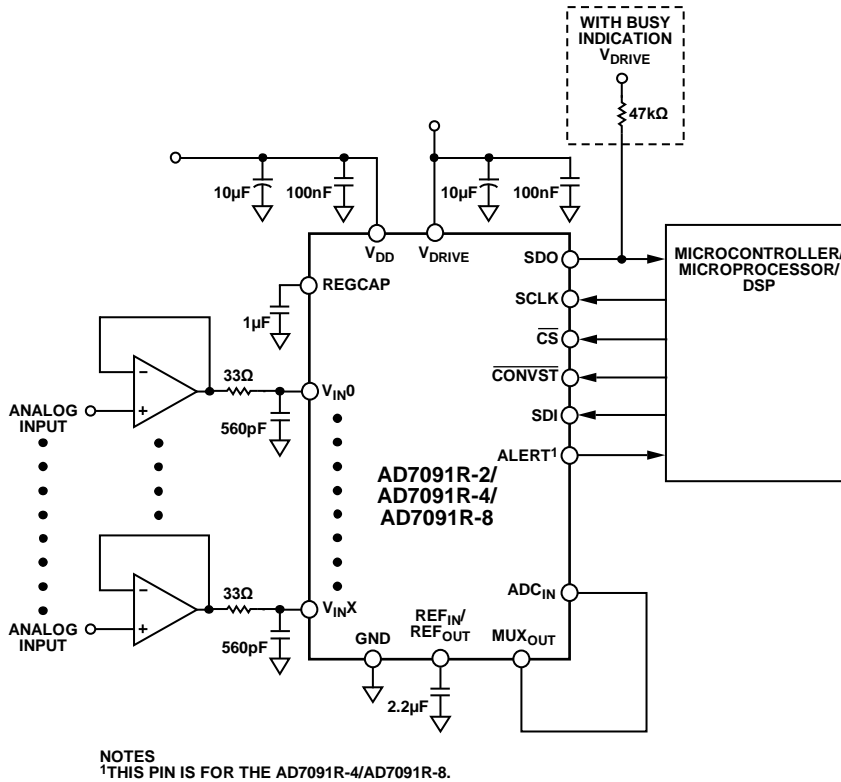 WITH BUSY
INDICATION
VDRIVE
47kΩ
10µF
100nF
10µF
100nF
VDD
VDRIVE
SDO
MICROCONTROLLER/
MICROPROCESSOR/
DSP
REGCAP
SCLK
1µF
CS
33Ω
VIN0
CONVST
ANALOG
INPUT
560pF
SDI
ALERT1
AD7091R-2/
AD7091R-4/
AD7091R-8
33Ω
VINX
ADCIN
ANALOG
INPUT
560pF
GND
REFIN/
REFOUT
MUXOUT
2.2µF
NOTES
1THIS PIN IS FOR THE AD7091R-4/AD7091R-8.